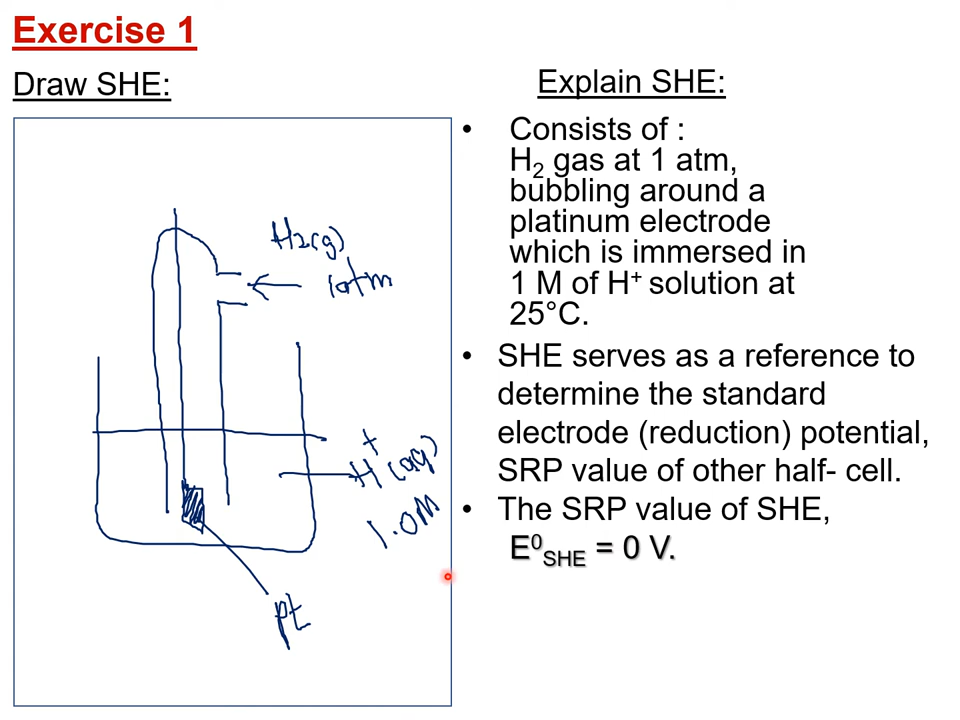 Exercise 1
Draw SHE:
H2(g)
1atm
H+(aq)
1.0M
pt
Explain SHE:
• Consists of :
H₂ gas at 1 atm,
bubbling around a
platinum electrode
which is immersed in
1 M of H⁺ solution at
25°C.
• SHE serves as a reference to
determine the standard
electrode (reduction) potential,
SRP value of other half- cell.
• The SRP value of SHE,
E⁰SHE = 0 V.